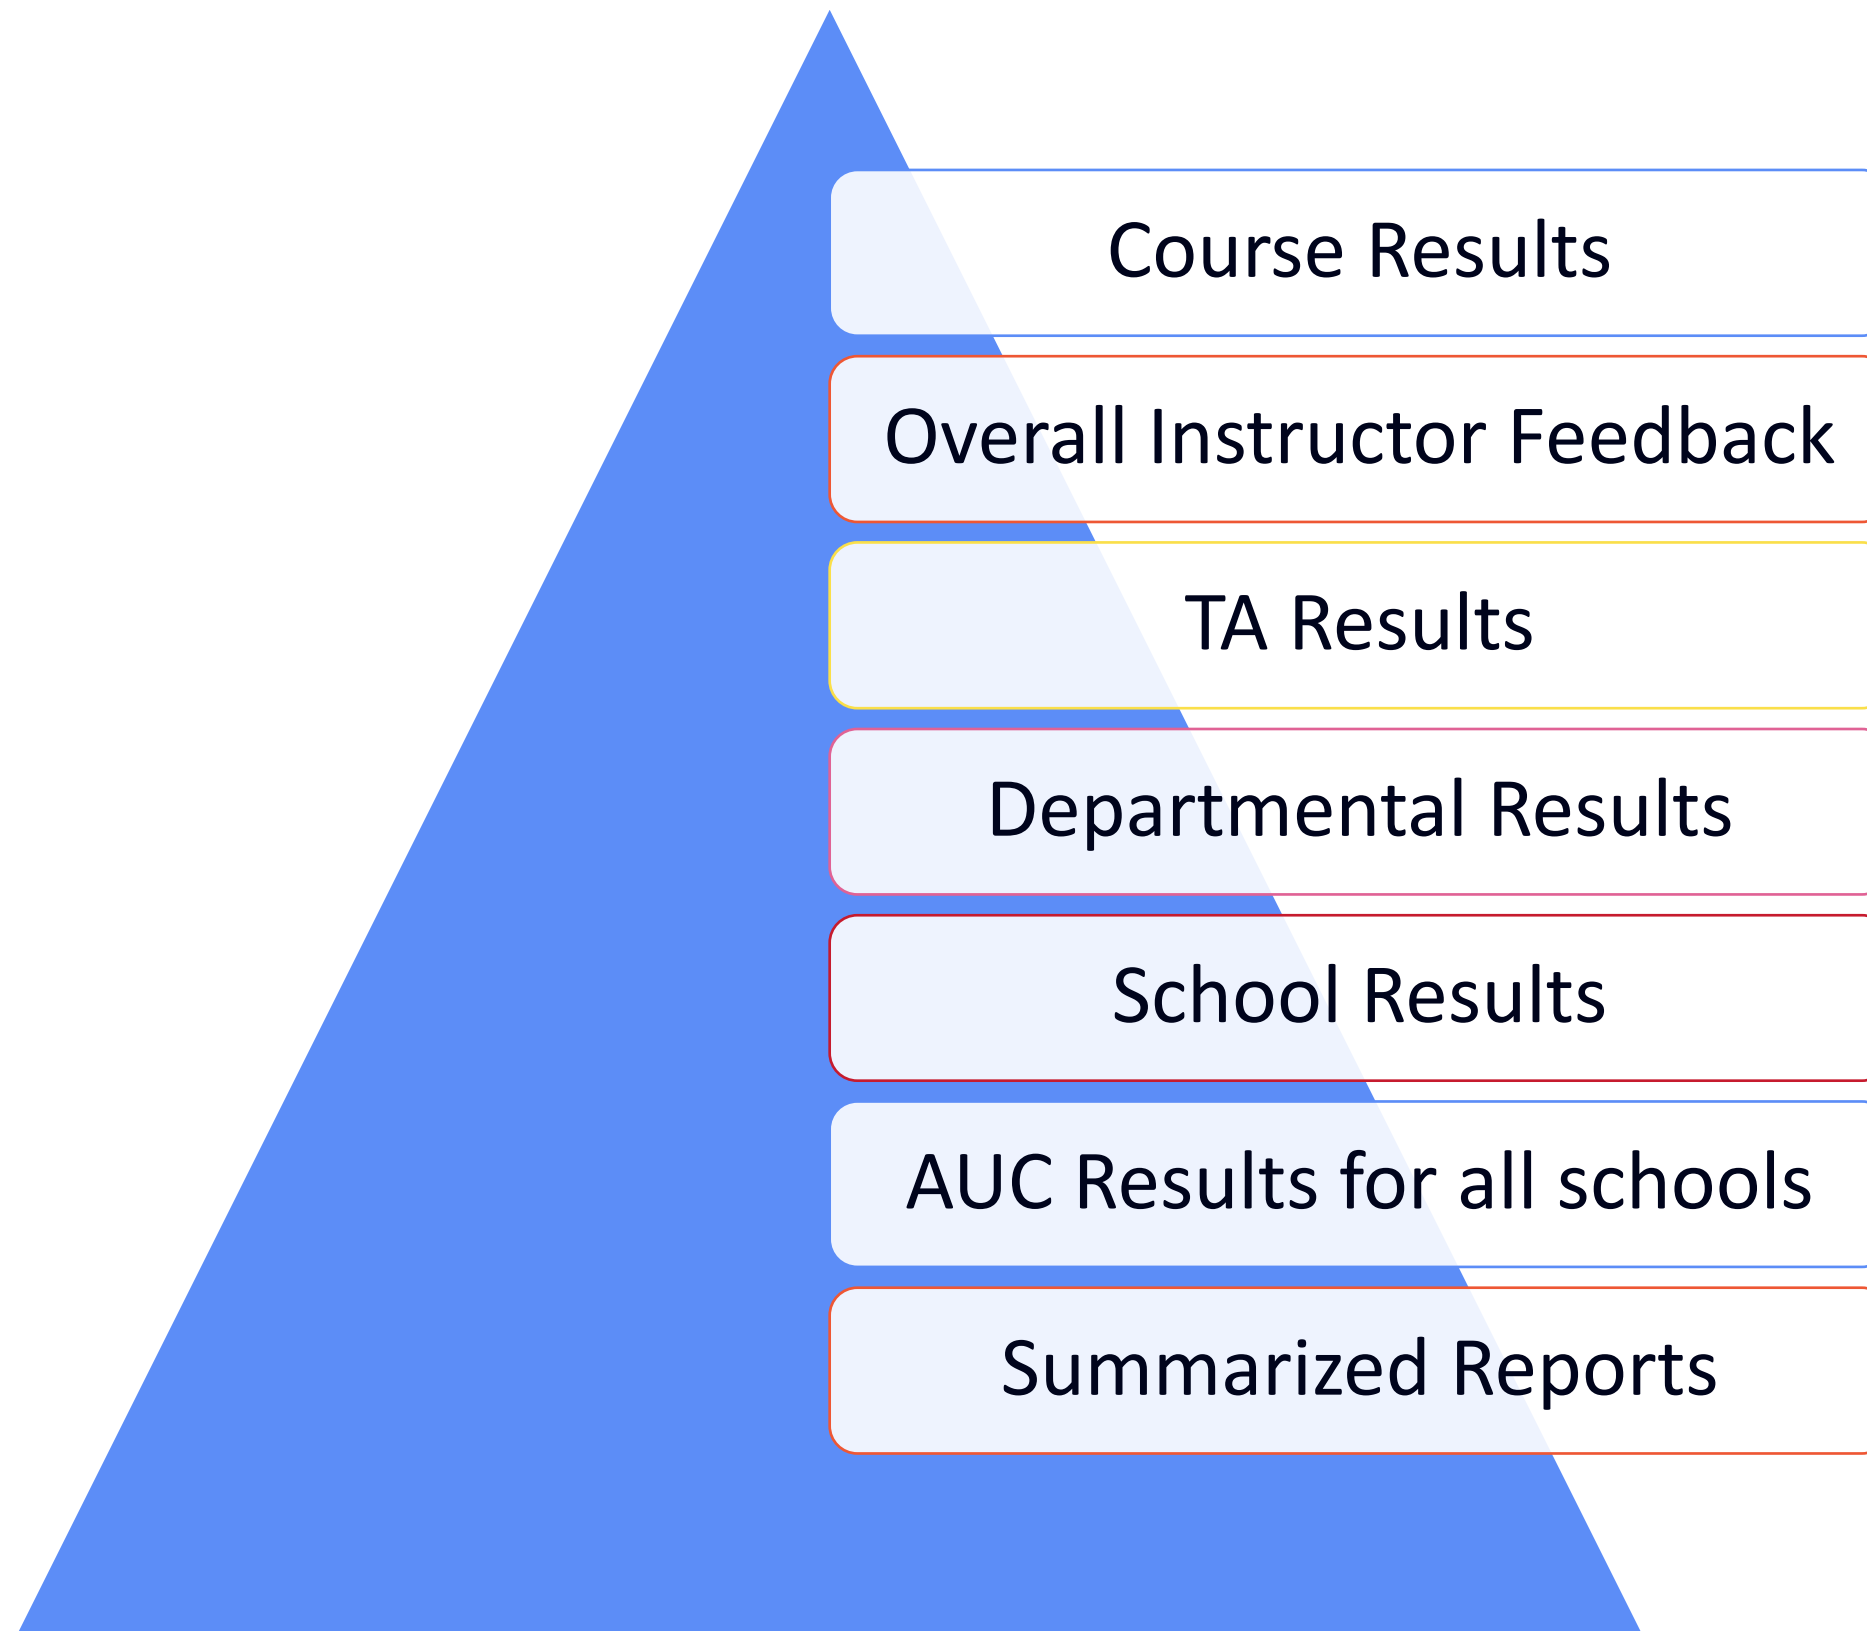 Course Results
Overall Instructor Feedback
TA Results
Departmental Results
School Results
AUC Results for all schools
Summarized Reports